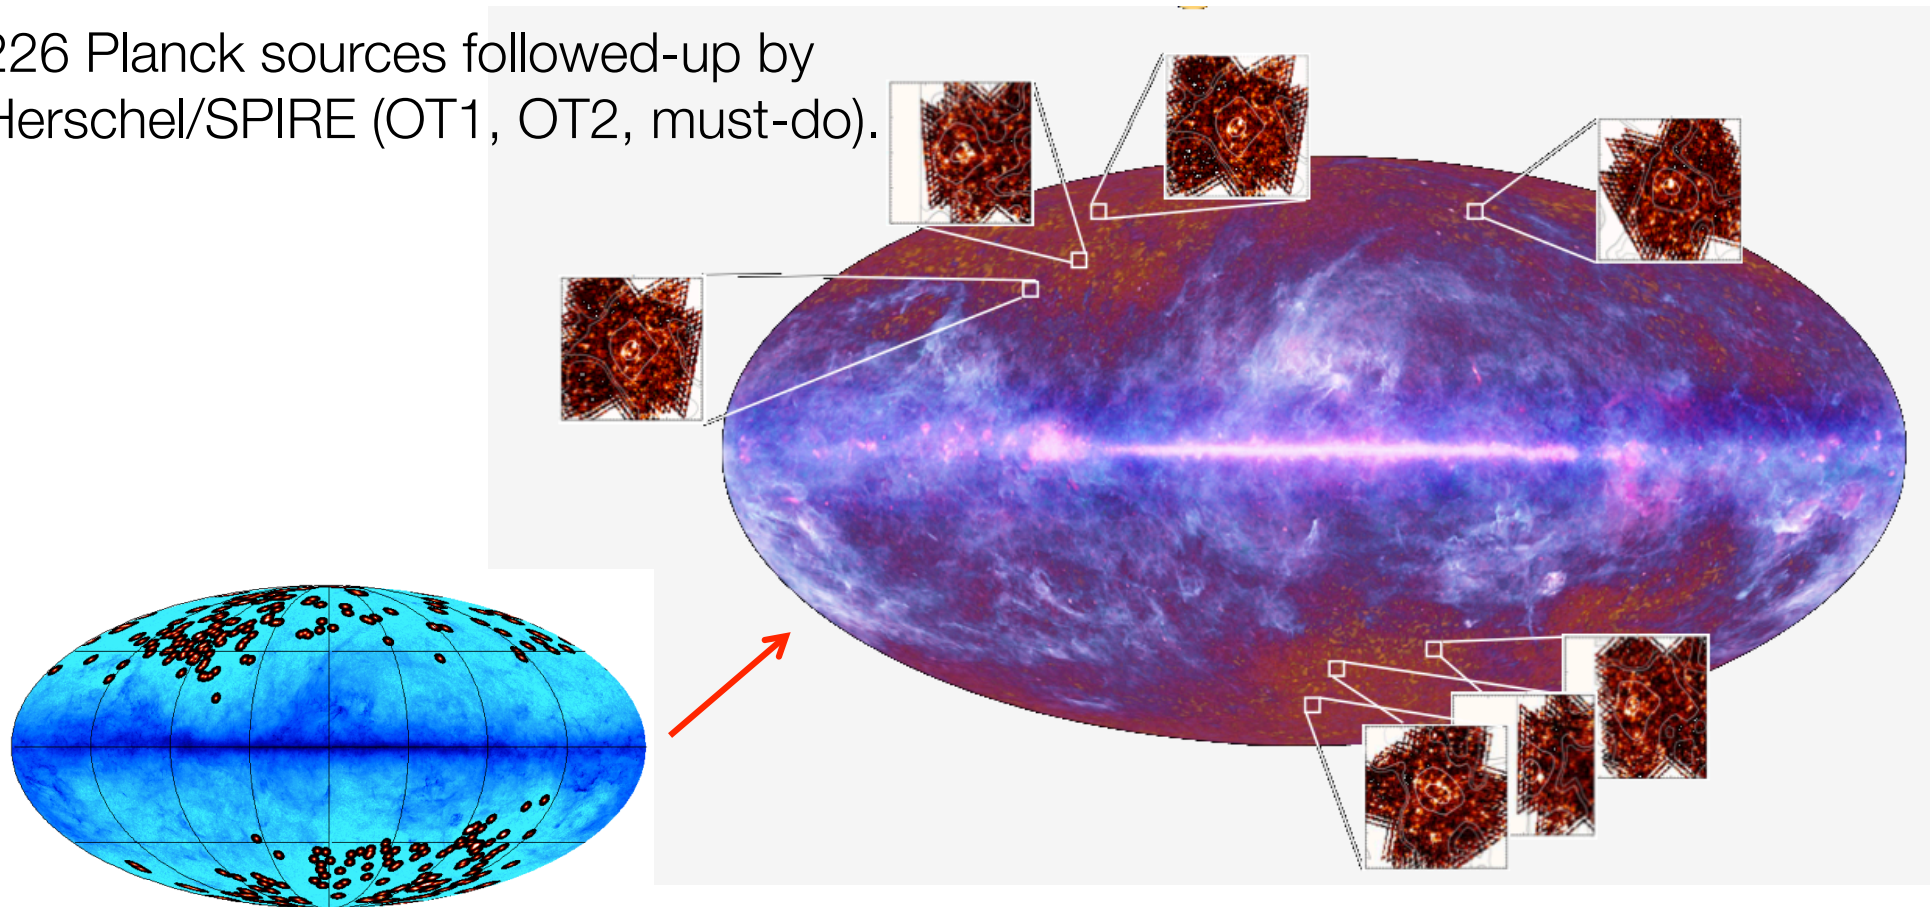 226 Planck sources followed-up by
Herschel/SPIRE (OT1, OT2, must-do).